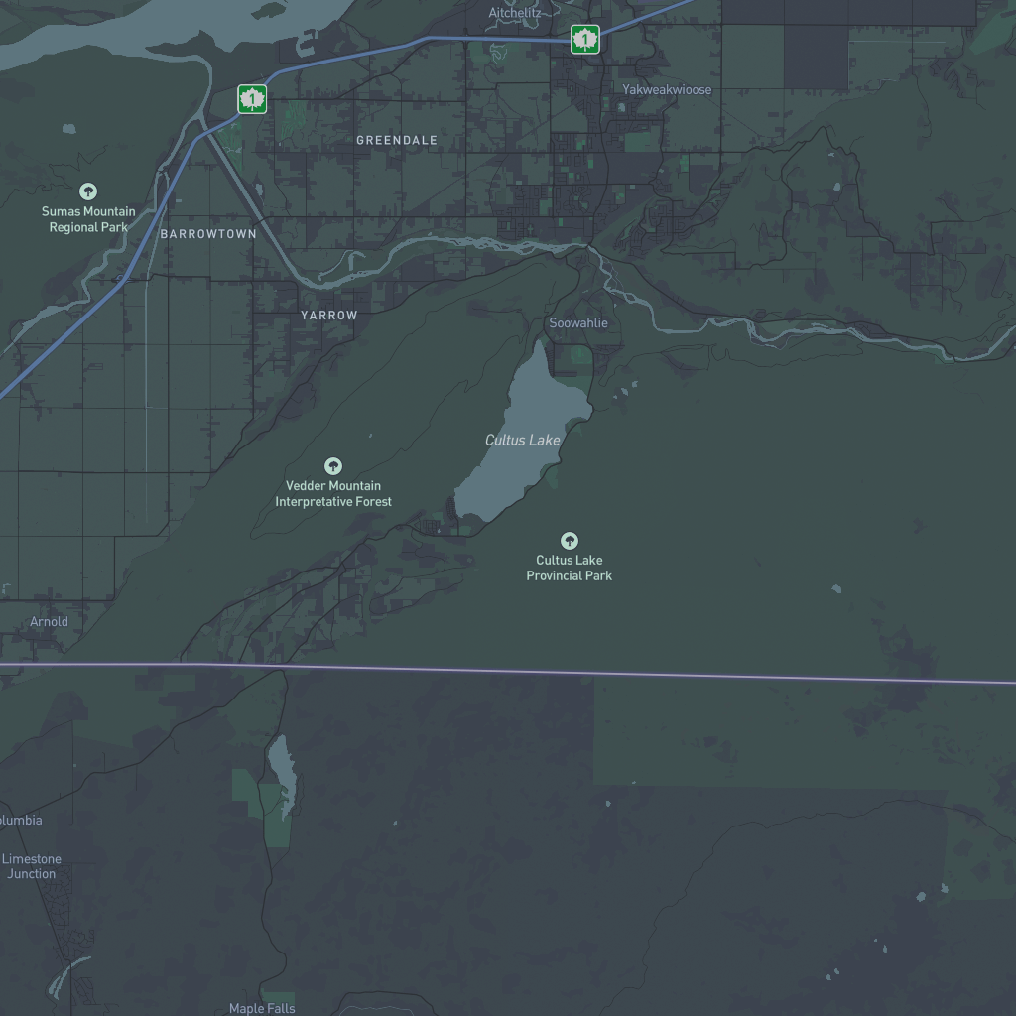 Aitchelitz
1
Yakweakwioose
1
GREENDALE
Sumas Mountain
Regional Park
BARROWTOWN
YARROW
Soowahlie
Cultus Lake
Vedder Mountain
Interpretative Forest
Cultus Lake
Provincial Park
Arnold
olumbia
Limestone
Junction
Maple Falls